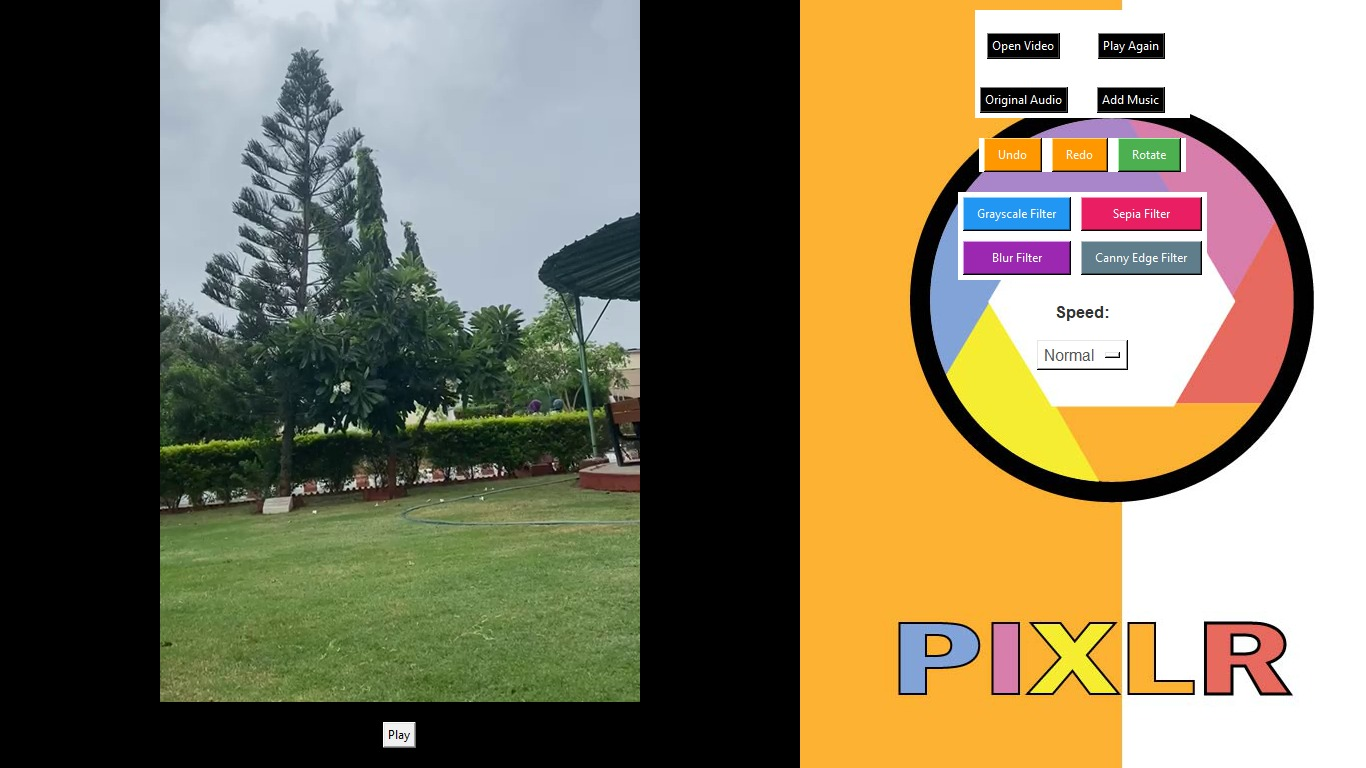 Open Video Play Again
Original Audio Add Music
Undo Redo Rotate
Grayscale Filter Sepia Filter
Blur Filter Canny Edge Filter
Speed:
Normal
PIXLR
Play